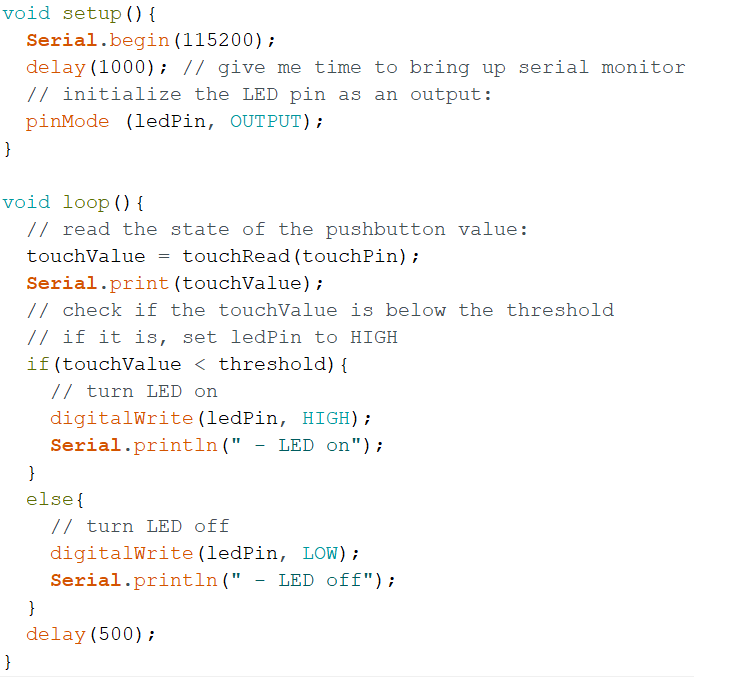 void setup(){
  Serial.begin(115200);
  delay(1000); // give me time to bring up serial monitor
  // initialize the LED pin as an output:
  pinMode (ledPin, OUTPUT);
}

void loop(){
  // read the state of the pushbutton value:
  touchValue = touchRead(touchPin);
  Serial.print(touchValue);
  // check if the touchValue is below the threshold
  // if it is, set ledPin to HIGH
  if(touchValue < threshold){
    // turn LED on
    digitalWrite(ledPin, HIGH);
    Serial.println(" - LED on");
  }
  else{
    // turn LED off
    digitalWrite(ledPin, LOW);
    Serial.println(" - LED off");
  }
  delay(500);
}